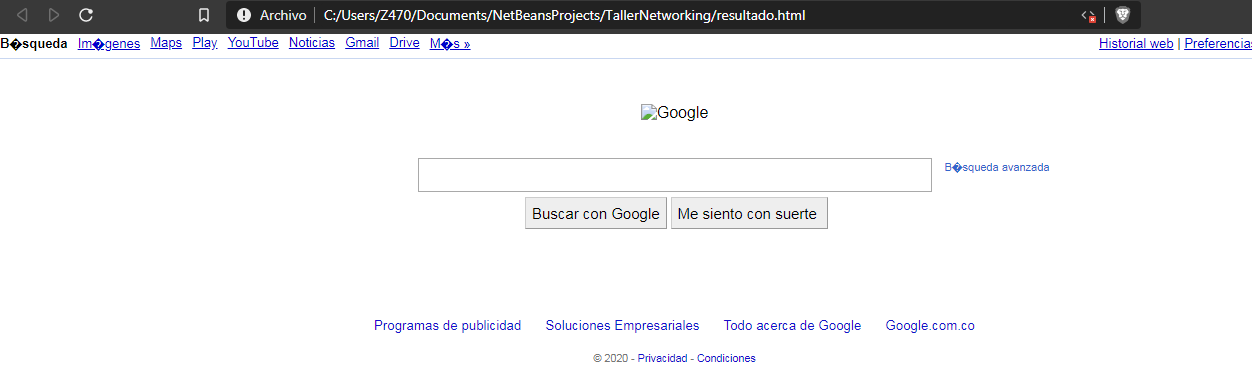 Archivo C:/Users/Z470/Documents/NetBeansProjects/TallerNetworking/resultado.html
B�squeda Im�genes Maps Play YouTube Noticias Gmail Drive M�s » Historial web | Preferencias
Google
B�squeda avanzada
Buscar con Google Me siento con suerte
Programas de publicidad Soluciones Empresariales Todo acerca de Google Google.com.co
© 2020 - Privacidad - Condiciones